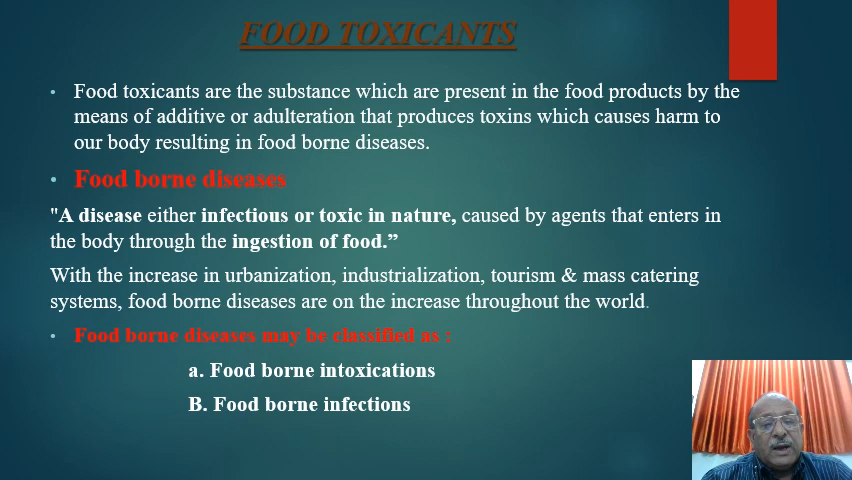 FOOD TOXICANTS
• Food toxicants are the substance which are present in the food products by the
means of additive or adulteration that produces toxins which causes harm to
our body resulting in food borne diseases.
• Food borne diseases
"A disease either infectious or toxic in nature, caused by agents that enters in
the body through the ingestion of food.”
With the increase in urbanization, industrialization, tourism & mass catering
systems, food borne diseases are on the increase throughout the world.
• Food borne diseases may be classified as :
a. Food borne intoxications
B. Food borne infections